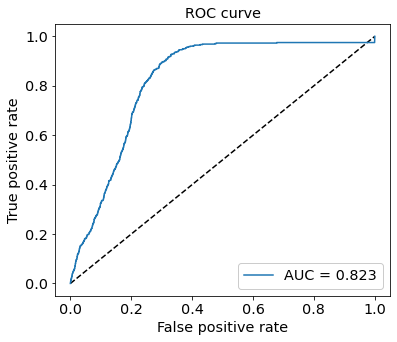 ROC curve
1.0
0.8
0.6
0.4
0.2
0.0
True positive rate
AUC = 0.823
0.0 0.2 0.4 0.6 0.8 1.0
False positive rate